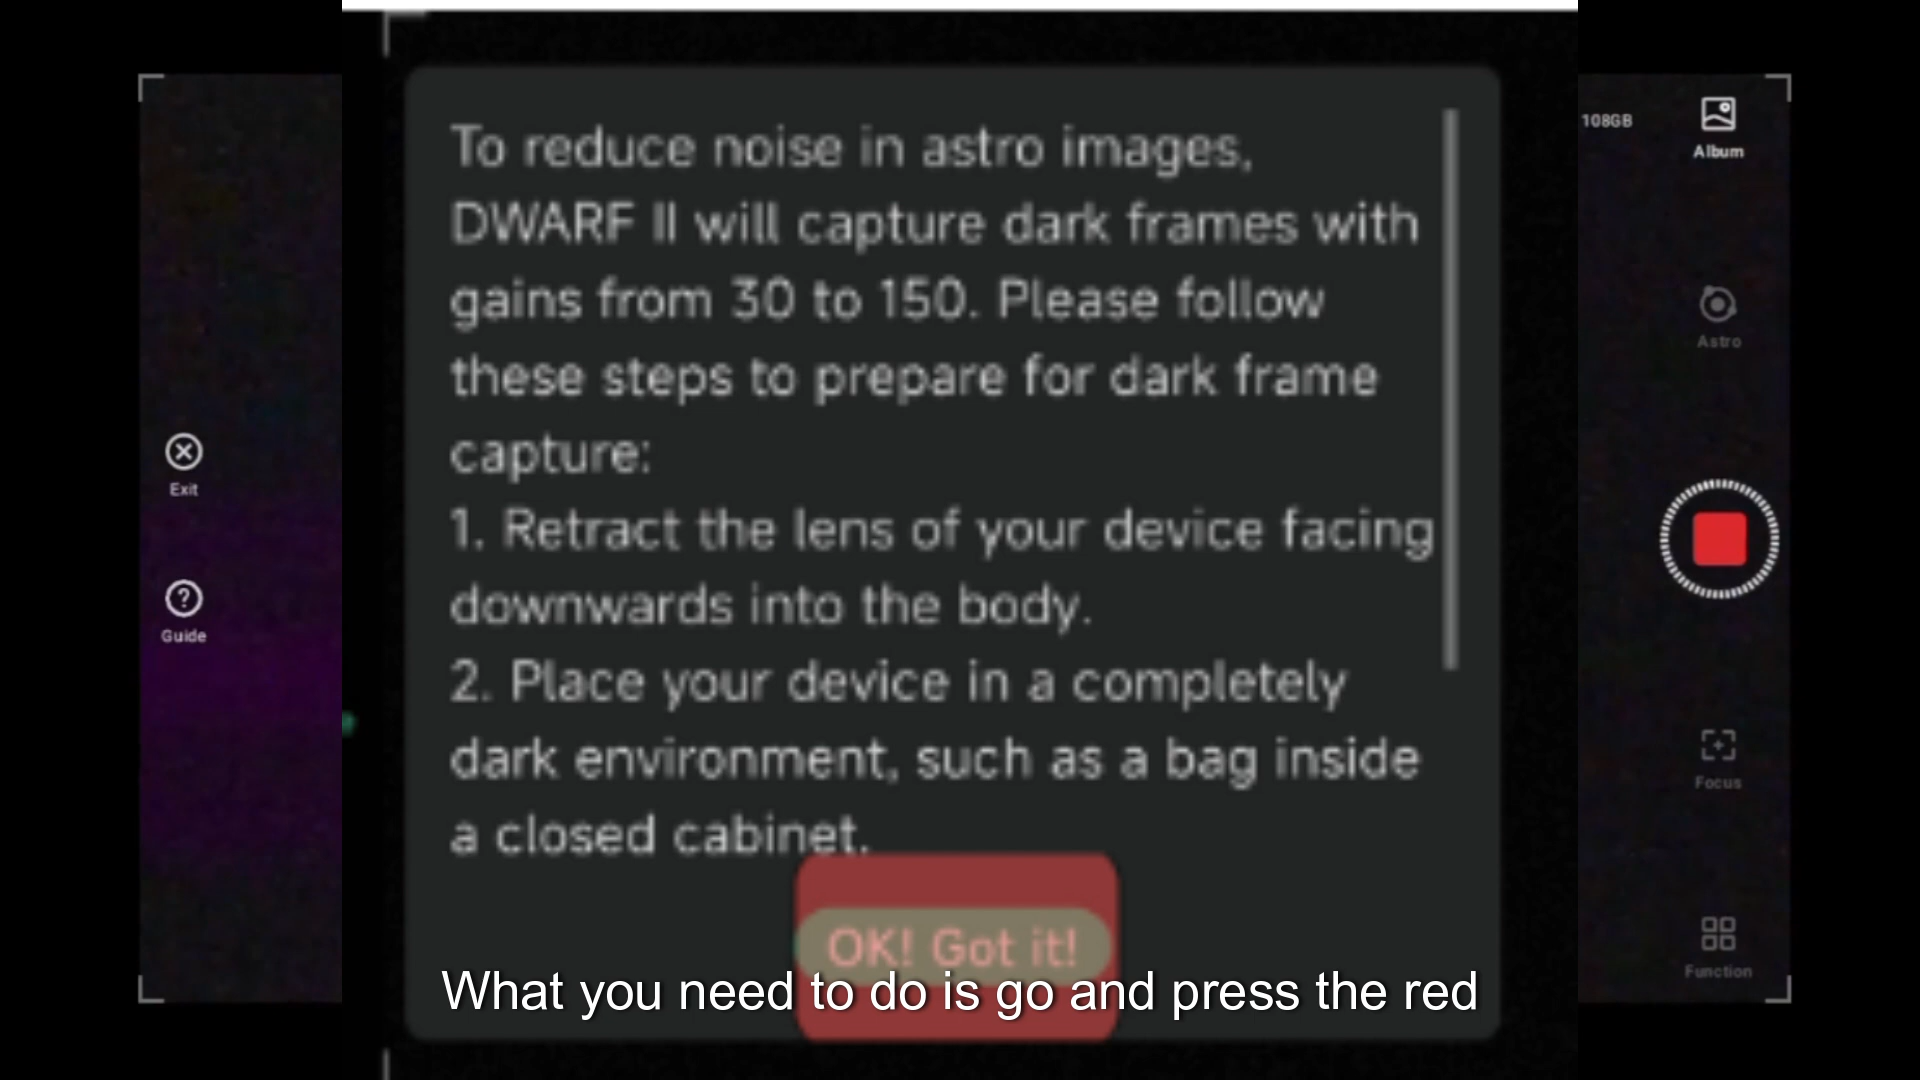 To reduce noise in astro images,
DWARF II will capture dark frames with
gains from 30 to 150. Please follow
these steps to prepare for dark frame
capture:
1. Retract the lens of your device facing
downwards into the body.
2. Place your device in a completely
dark environment, such as a bag inside
a closed cabinet.
OK! Got it!
What you need to do is go and press the red
Exit
Guide
108GB
Album
Astro
Focus
Function